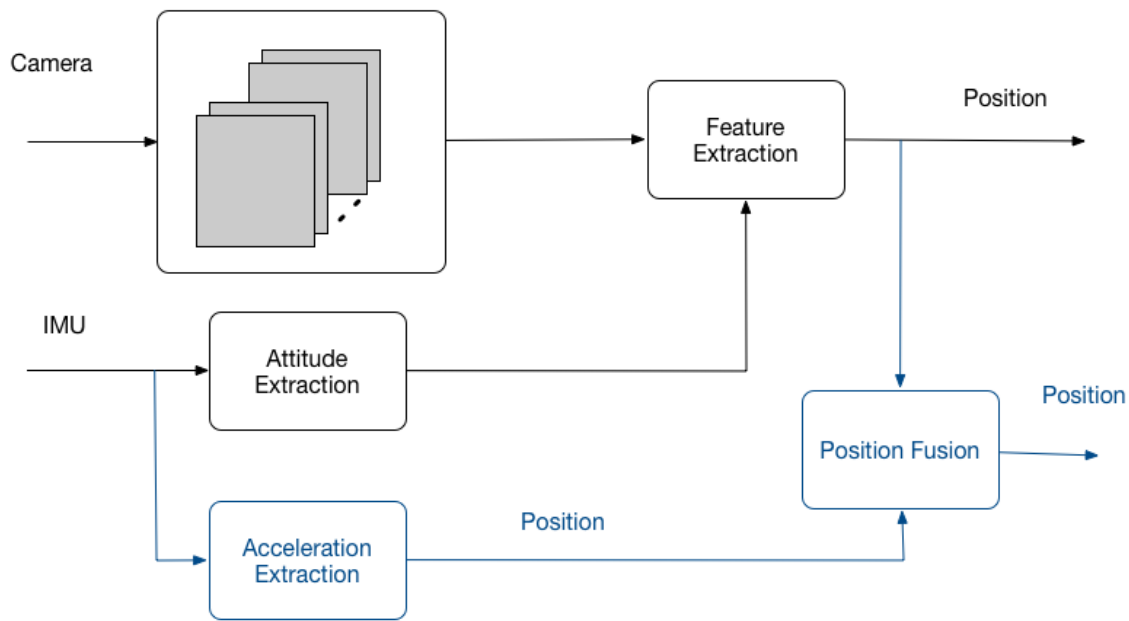 Camera
Position
Feature
Extraction
IMU
Attitude
Extraction
Position
Position Fusion
Position
Acceleration
Extraction